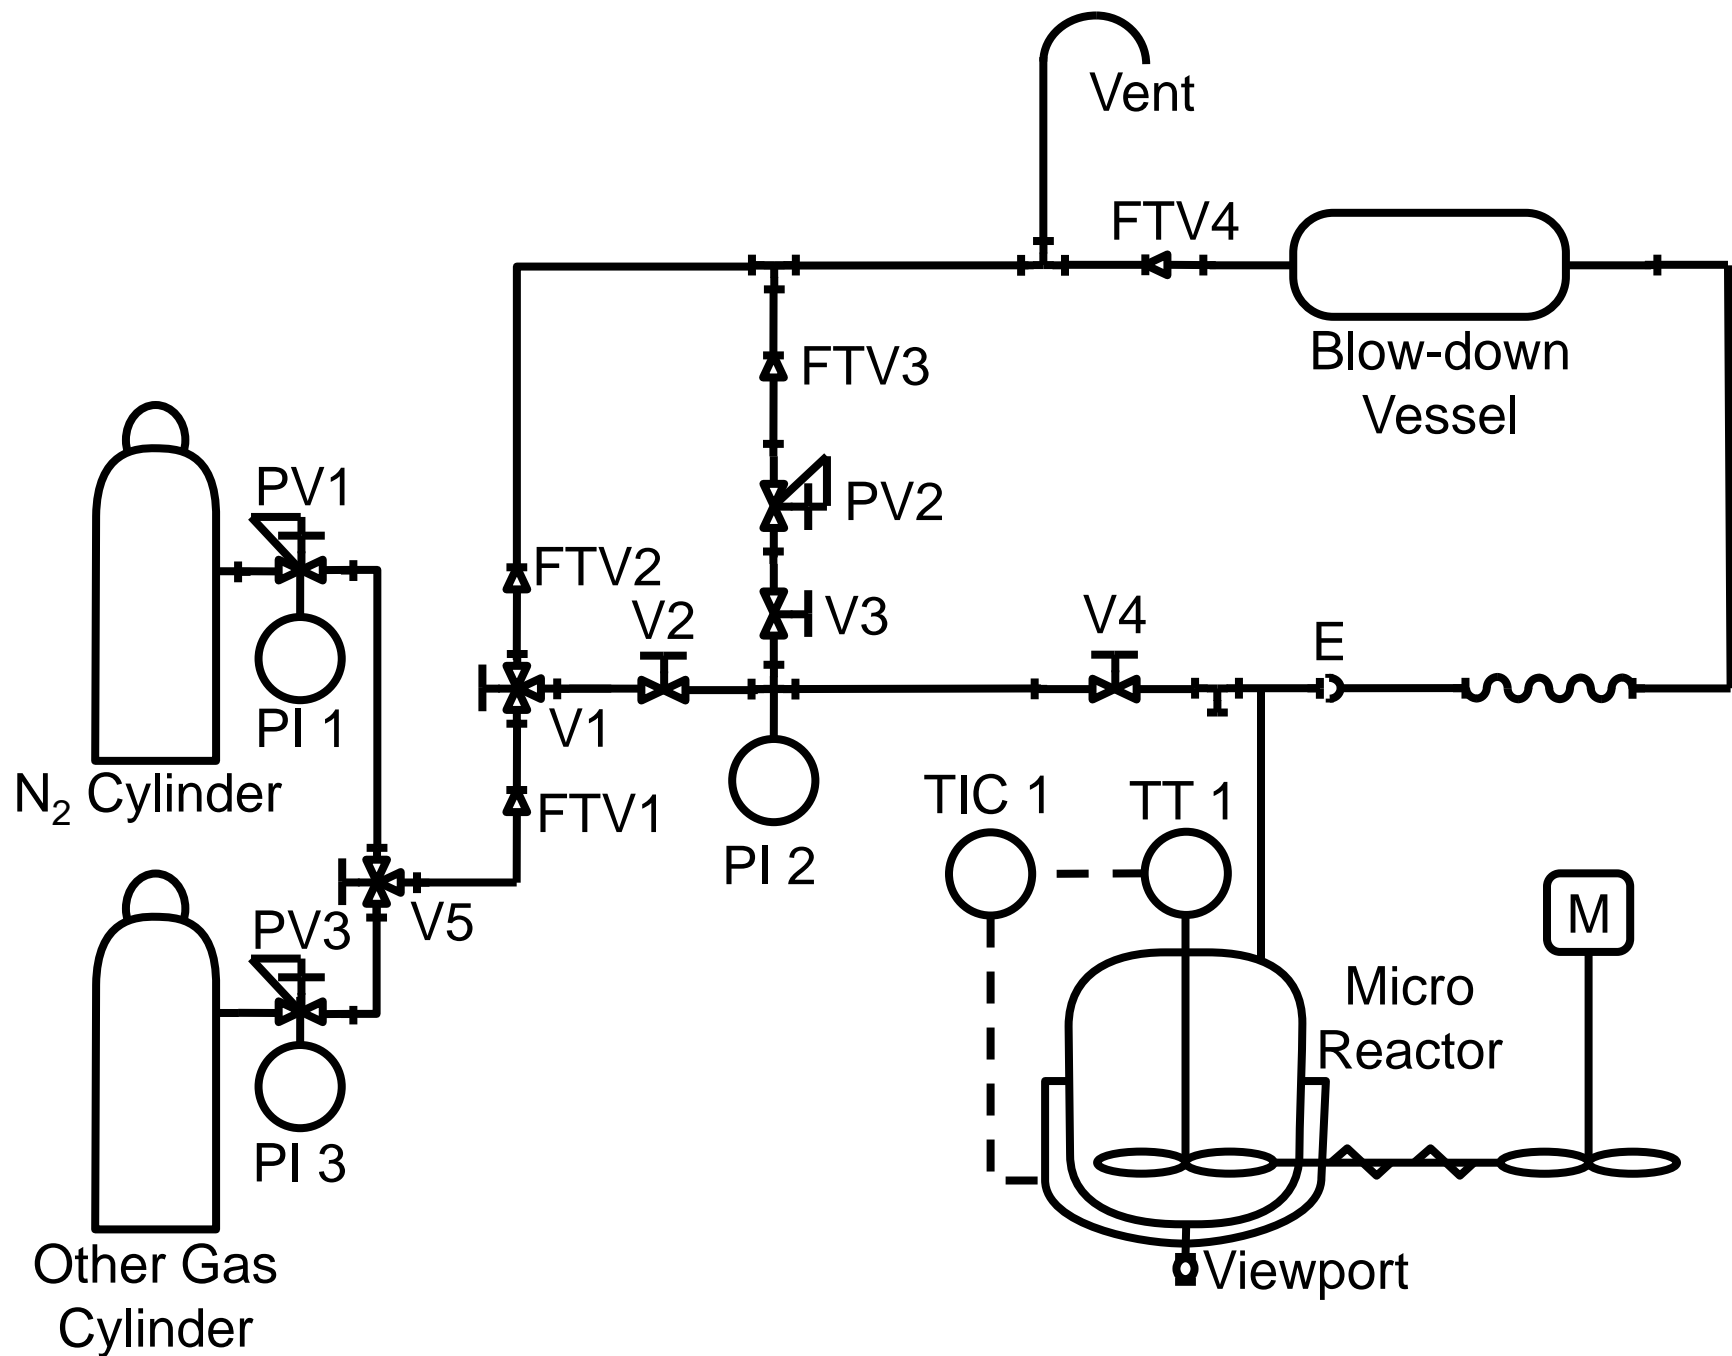 Vent
FTV4
Blow-down
Vessel
FTV3
PV1
PV2
FTV2
V2
V3
V4
E
PI 1
V1
N₂ Cylinder
FTV1
TIC 1
TT 1
PI 2
PV3
V5
M
Micro
Reactor
PI 3
Other Gas
Cylinder
Viewport